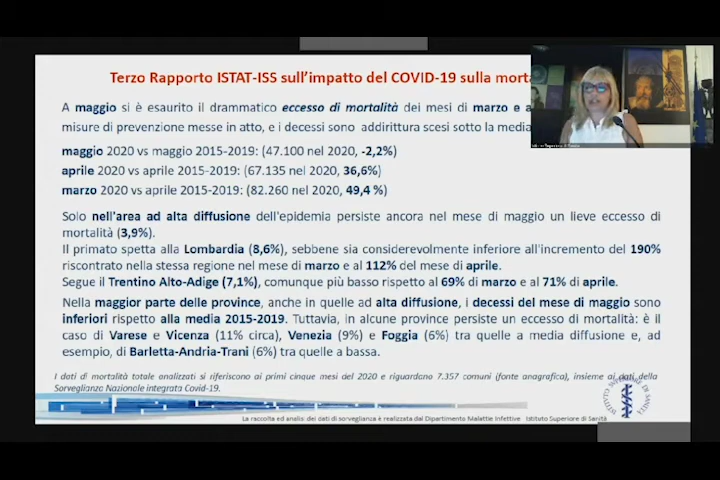 Terzo Rapporto ISTAT-ISS sull'impatto del COVID-19 sulla morta
A maggio si è esaurito il drammatico eccesso di mortalità dei mesi di marzo e a
misure di prevenzione messe in atto, e i decessi sono addirittura scesi sotto la media
maggio 2020 vs maggio 2015-2019: (47.100 nel 2020, -2,2%)
aprile 2020 vs aprile 2015-2019: (67.135 nel 2020, 36,6%)
marzo 2020 vs aprile 2015-2019: (82.260 nel 2020, 49,4 %)
Solo nell'area ad alta diffusione dell'epidemia persiste ancora nel mese di maggio un lieve eccesso di
mortalità (3,9%).
Il primato spetta alla Lombardia (8,6%), sebbene sia considerevolmente inferiore all'incremento del 190%
riscontrato nella stessa regione nel mese di marzo e al 112% del mese di aprile.
Segue il Trentino Alto-Adige (7,1%), comunque più basso rispetto al 69% di marzo e al 71% di aprile.
Nella maggior parte delle province, anche in quelle ad alta diffusione, i decessi del mese di maggio sono
inferiori rispetto alla media 2015-2019. Tuttavia, in alcune province persiste un eccesso di mortalità: è il
caso di Varese e Vicenza (11% circa), Venezia (9%) e Foggia (6%) tra quelle a media diffusione e, ad
esempio, di Barletta-Andria-Trani (6%) tra quelle a bassa.
I dati di mortalità totale analizzati si riferiscono ai primi cinque mesi del 2020 e riguardano 7.357 comuni (fonte anagrafica), insieme ai dati della
Sorveglianza Nazionale integrata Covid-19.
La raccolta ed analisi dei dati di sorveglianza è realizzata dal Dipartimento Malattie Infettive Istituto Superiore di Sanità